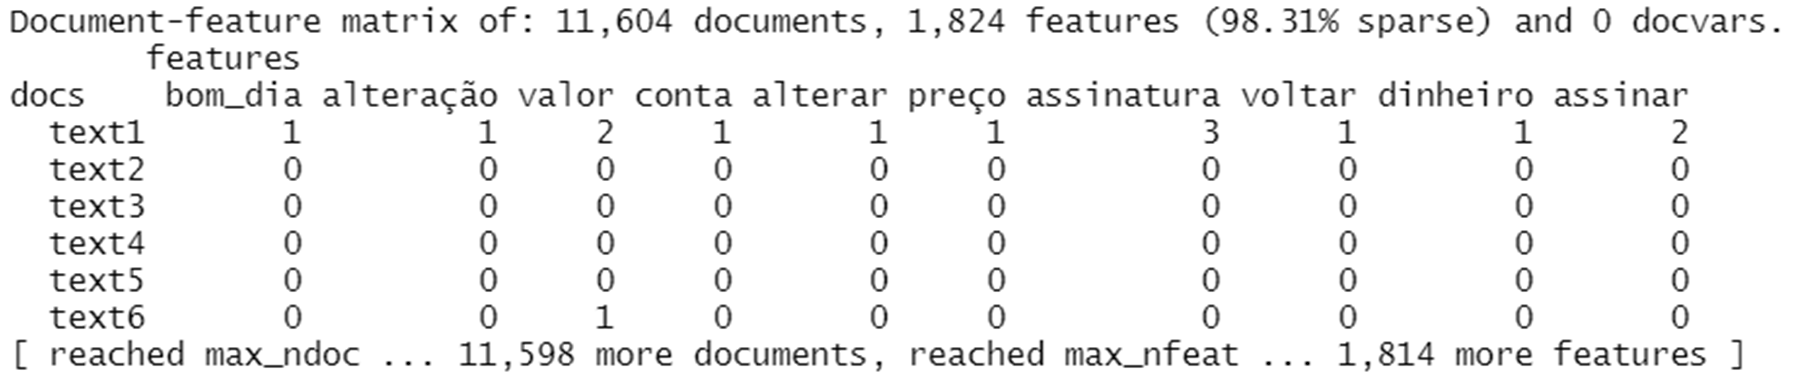 Document-feature matrix of: 11,604 documents, 1,824 features (98.31% sparse) and 0 docvars.
features
docs bom_dia alteração valor conta alterar preço assinatura voltar dinheiro assinar
text1 1 1 2 1 1 1 3 1 1 2
text2 0 0 0 0 0 0 0 0 0 0
text3 0 0 0 0 0 0 0 0 0 0
text4 0 0 0 0 0 0 0 0 0 0
text5 0 0 0 0 0 0 0 0 0 0
text6 0 0 1 0 0 0 0 0 0 0
[ reached max_ndoc ... 11,598 more documents, reached max_nfeat ... 1,814 more features ]